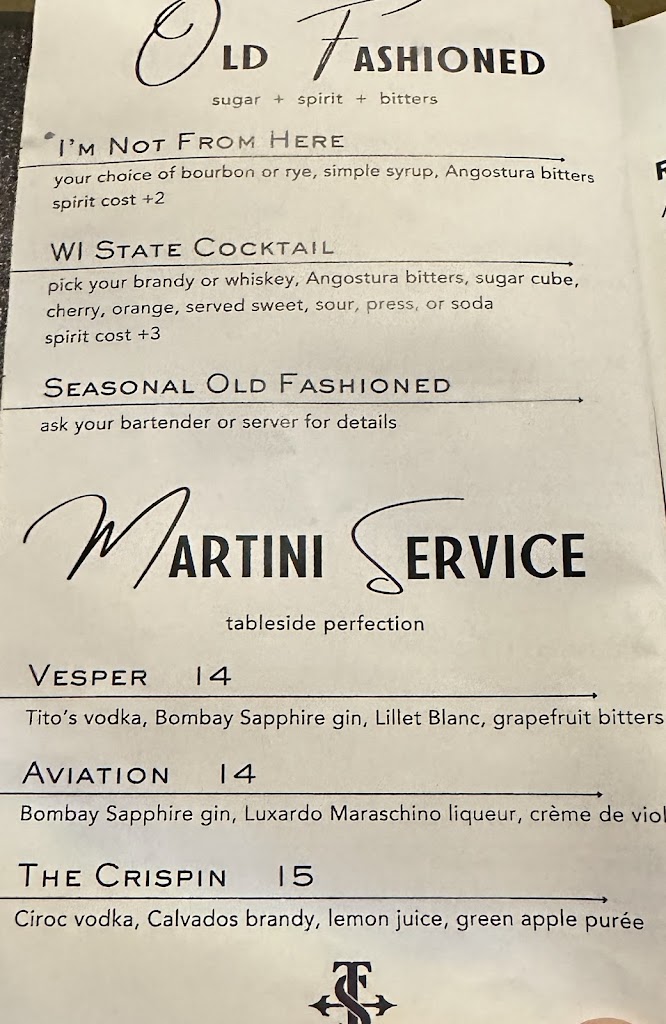 Old Fashioned
sugar + spirit + bitters
I'm Not From Here
your choice of bourbon or rye, simple syrup, Angostura bitters
spirit cost +2
WI State Cocktail
pick your brandy or whiskey, Angostura bitters, sugar cube,
cherry, orange, served sweet, sour, press, or soda
spirit cost +3
Seasonal Old Fashioned
ask your bartender or server for details
Martini Service
tableside perfection
Vesper 14
Tito's vodka, Bombay Sapphire gin, Lillet Blanc, grapefruit bitters
Aviation 14
Bombay Sapphire gin, Luxardo Maraschino liqueur, crème de
The Crispin 15
Ciroc vodka, Calvados brandy, lemon juice, green apple purée